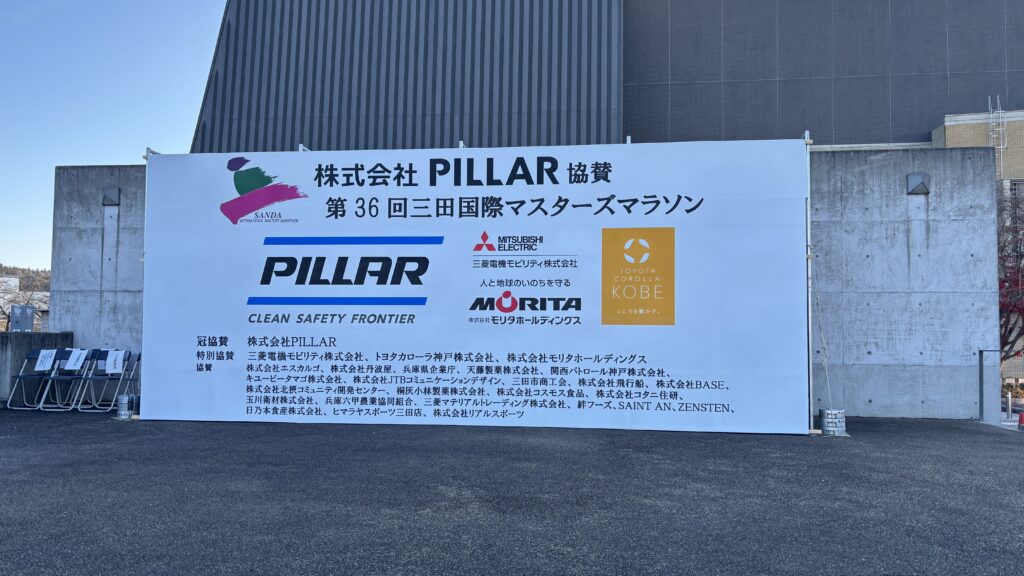 株式会社 PILLAR 協賛
第36回三田国際マスターズマラソン
SANDA
INTERNATIONAL MASTERS MARATHON
PILLAR
CLEAN SAFETY FRONTIER
MITSUBISHI
ELECTRIC
三菱電機モビリティ株式会社
人と地球のいのちを守る
MORITA
株式会社モリタホールディングス
TOYOTA
COROLLA
KOBE
こころを動かす。
冠協賛 株式会社PILLAR
特別協賛 三菱電機モビリティ株式会社、トヨタカローラ神戸株式会社、株式会社モリタホールディングス
協賛 株式会社エスカルゴ、株式会社丹波屋、兵庫県企業庁、天藤製薬株式会社、関西パトロール神戸株式会社、
キユーピータマゴ株式会社、株式会社JTBコミュニケーションデザイン、三田市商工会、株式会社飛行船、株式会社BASE、
株式会社北摂コミュニティ開発センター、桐灰小林製薬株式会社、株式会社コスモス食品、株式会社コタニ住研、
玉川衛材株式会社、兵庫六甲農業協同組合、三菱マテリアルトレーディング株式会社、絆フーズ、SAINT AN、ZENSTEN、
日乃本食産株式会社、ヒマラヤスポーツ三田店、株式会社リアルスポーツ